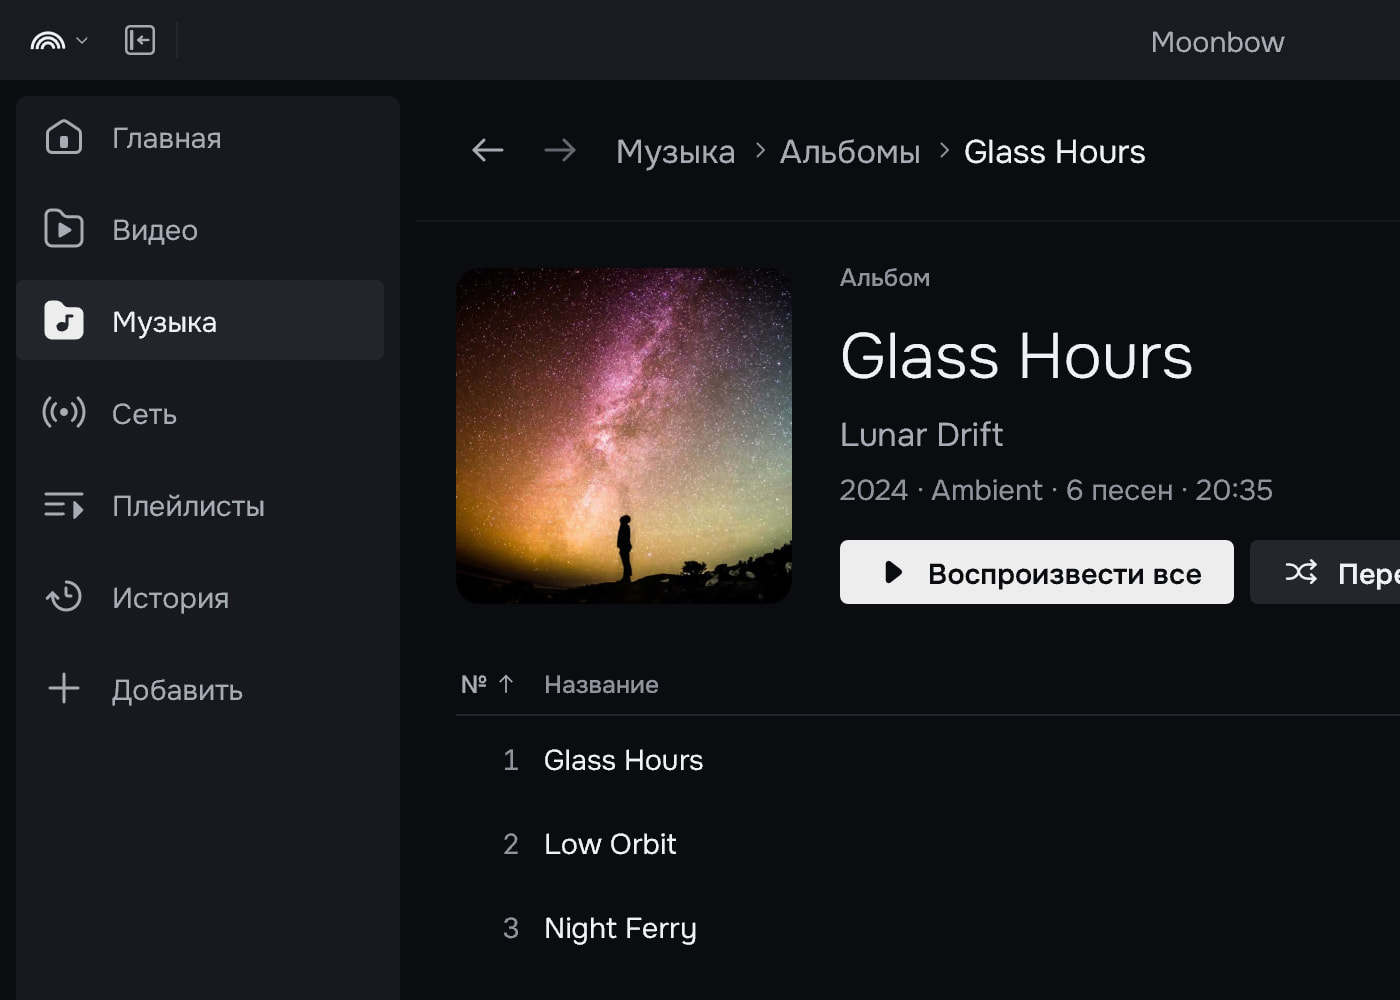 Moonbow
Главная
Видео
Музыка
Сеть
Плейлисты
История
Добавить
Музыка > Альбомы > Glass Hours
Альбом
Glass Hours
Lunar Drift
2024 · Ambient · 6 песен · 20:35
Воспроизвести все
Пере
№ ↑ Название
1 Glass Hours
2 Low Orbit
3 Night Ferry